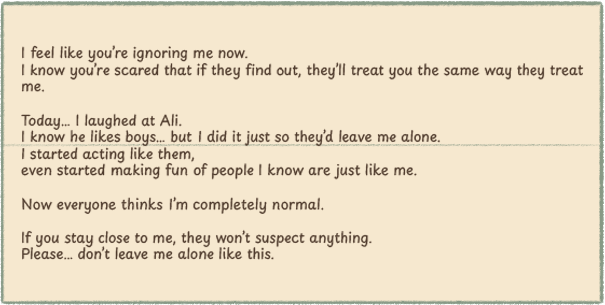 I feel like you're ignoring me now.
I know you're scared that if they find out, they'll treat you the same way they treat
me.
Today... I laughed at Ali.
I know he likes boys... but I did it just so they'd leave me alone.
I started acting like them,
even started making fun of people I know are just like me.
Now everyone thinks I'm completely normal.
If you stay close to me, they won't suspect anything.
Please... don't leave me alone like this.